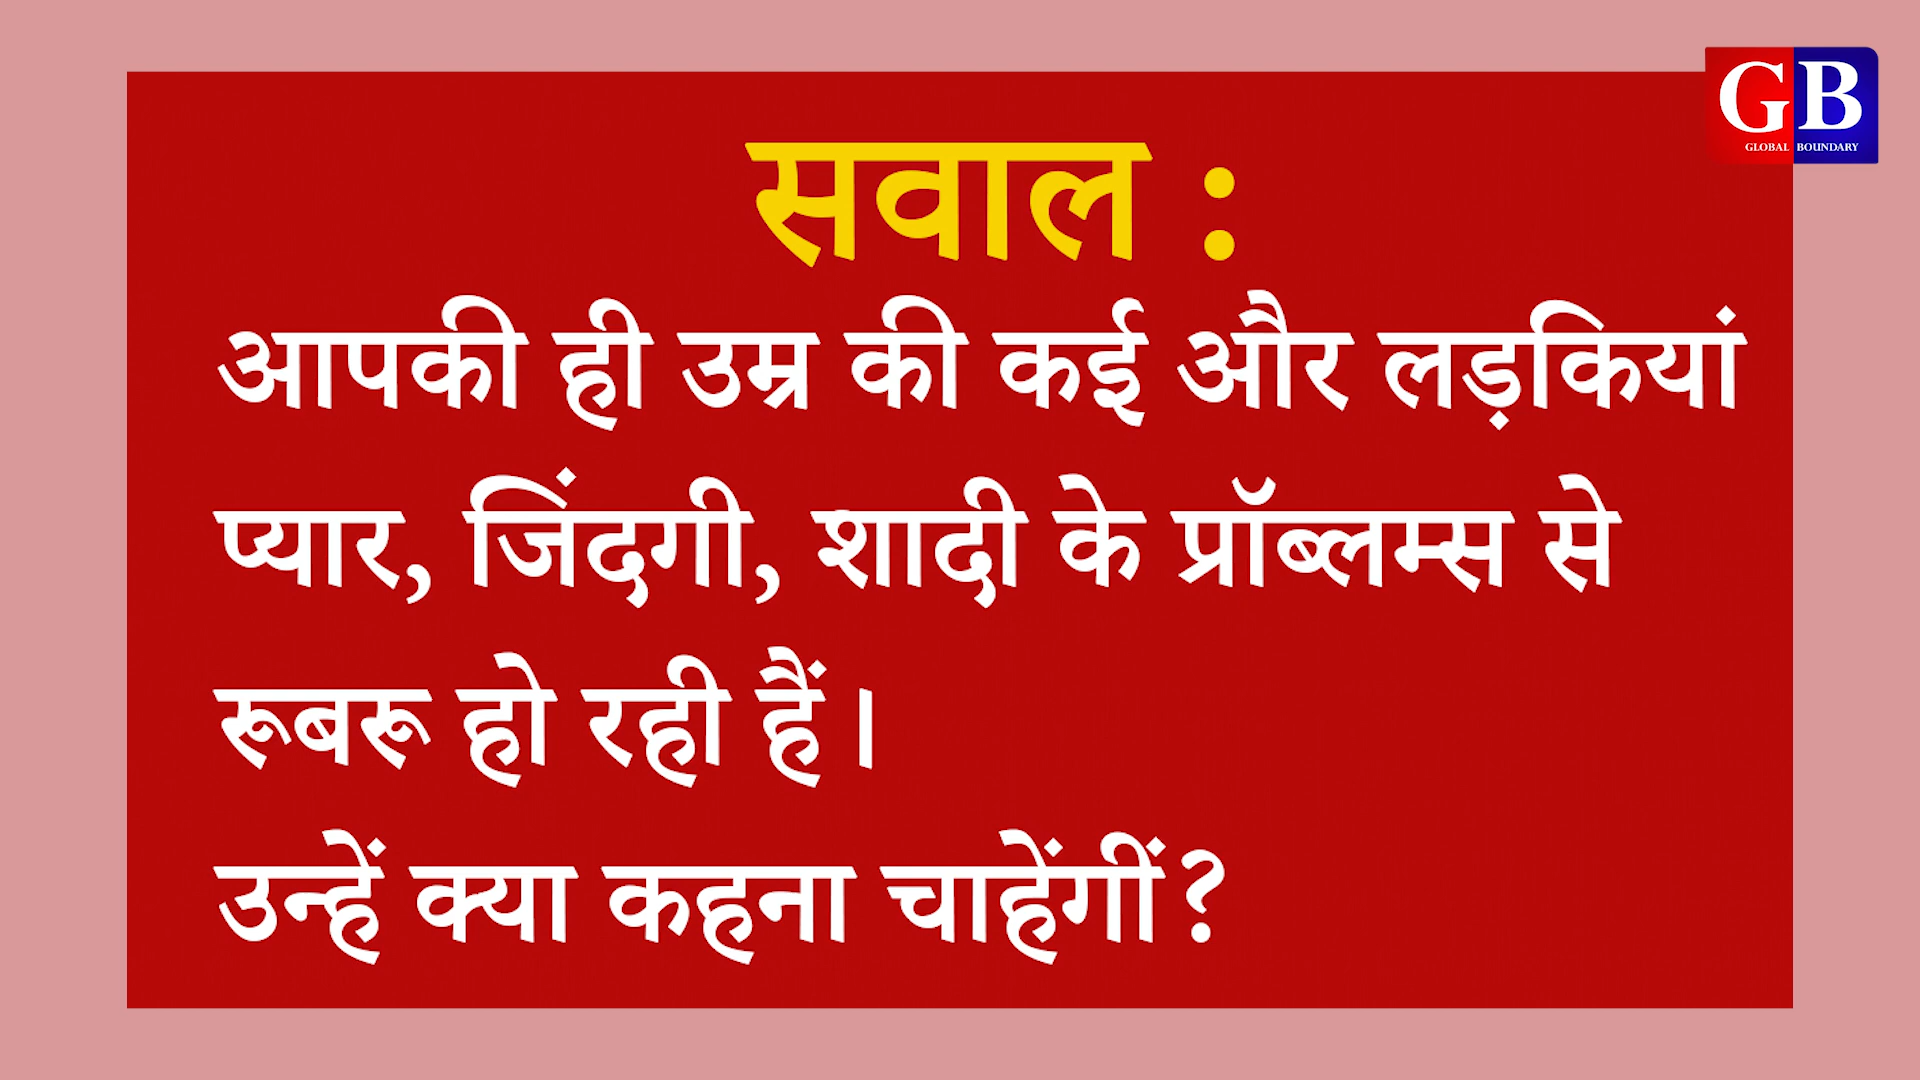 GB
GLOBAL BOUNDARY
सवाल :
आपकी ही उम्र की कई और लड़कियां
प्यार, जिंदगी, शादी के प्रॉब्लम्स से
रूबरू हो रही हैं।
उन्हें क्या कहना चाहेंगीं?